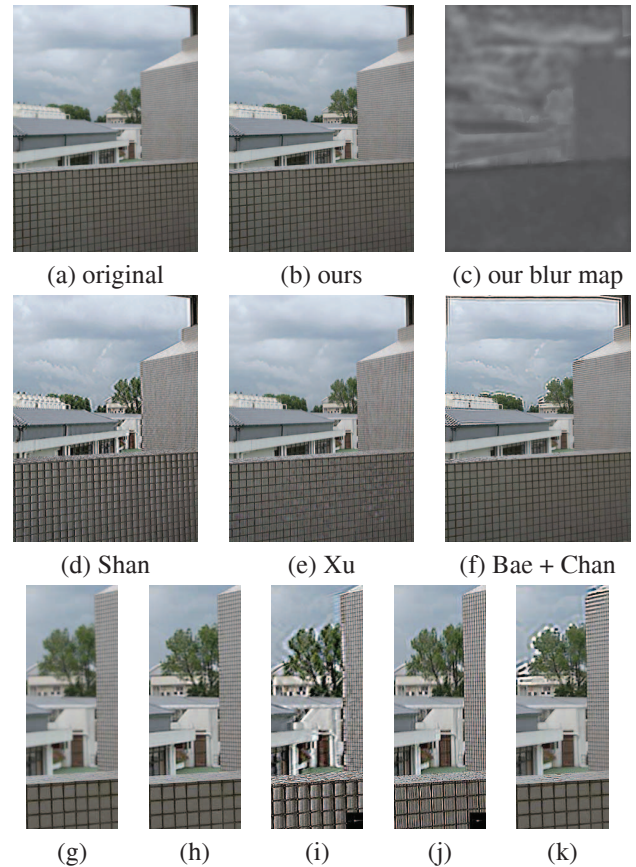 (a) original (b) ours (c) our blur map
(d) Shan (e) Xu (f) Bae + Chan
(g) (h) (i) (j) (k)